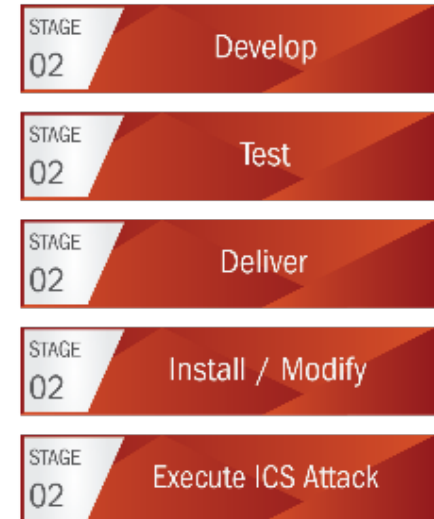 STAGE
02
Develop
STAGE
02
Test
STAGE
02
Deliver
STAGE
02
Install / Modify
STAGE
02
Execute ICS Attack